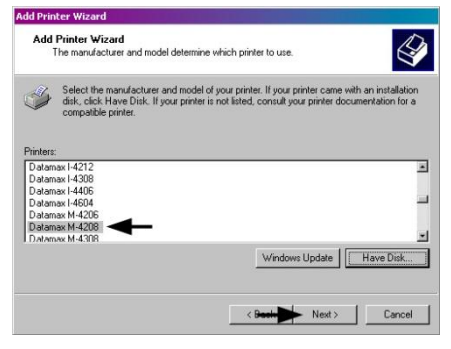 Add Printer Wizard
Add Printer Wizard
The manufacturer and model determine which printer to use.
Select the manufacturer and model of your printer. If your printer came with an installation
disk, click Have Disk. If your printer is not listed, consult your printer documentation for a
compatible printer.
Printers:
Datamax I-4212
Datamax I-4308
Datamax I-4406
Datamax I-4604
Datamax M-4206
Datamax M-4208
Datamax M-4308
Windows Update
Have Disk...
< Back
Next >
Cancel